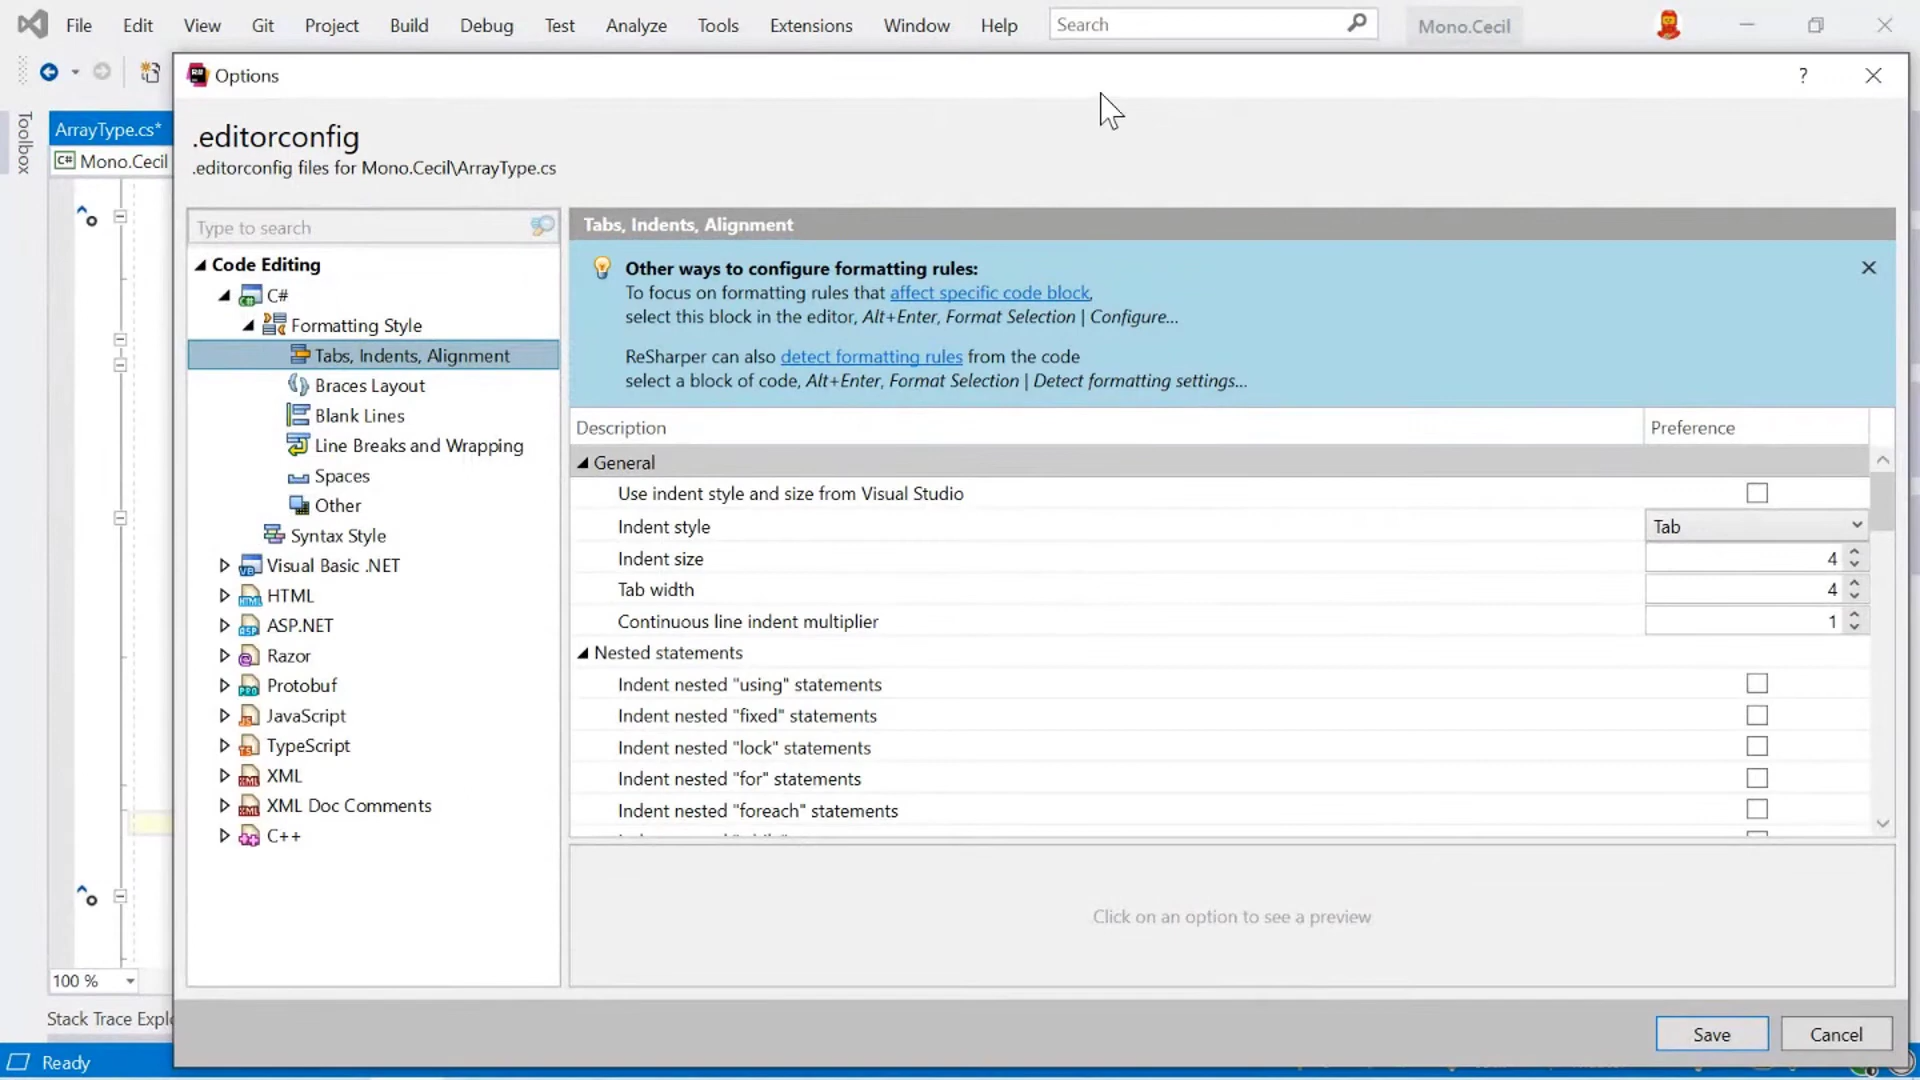 File Edit View Git Project Build Debug Test Analyze Tools Extensions Window Help Search Mono.Cecil
Options ?
Toolbox
ArrayType.cs*
C# Mono.Cecil
.editorconfig
.editorconfig files for Mono.Cecil\ArrayType.cs
Type to search
Code Editing
C#
Formatting Style
Tabs, Indents, Alignment
Braces Layout
Blank Lines
Line Breaks and Wrapping
Spaces
Other
Syntax Style
Visual Basic .NET
HTML
ASP.NET
Razor
Protobuf
JavaScript
TypeScript
XML
XML Doc Comments
C++
Tabs, Indents, Alignment
Other ways to configure formatting rules:
To focus on formatting rules that affect specific code block,
select this block in the editor, Alt+Enter, Format Selection | Configure...
ReSharper can also detect formatting rules from the code
select a block of code, Alt+Enter, Format Selection | Detect formatting settings...
Description Preference
General
Use indent style and size from Visual Studio
Indent style Tab
Indent size 4
Tab width 4
Continuous line indent multiplier 1
Nested statements
Indent nested "using" statements
Indent nested "fixed" statements
Indent nested "lock" statements
Indent nested "for" statements
Indent nested "foreach" statements
Click on an option to see a preview
100 %
Stack Trace Explo
Save Cancel
Ready